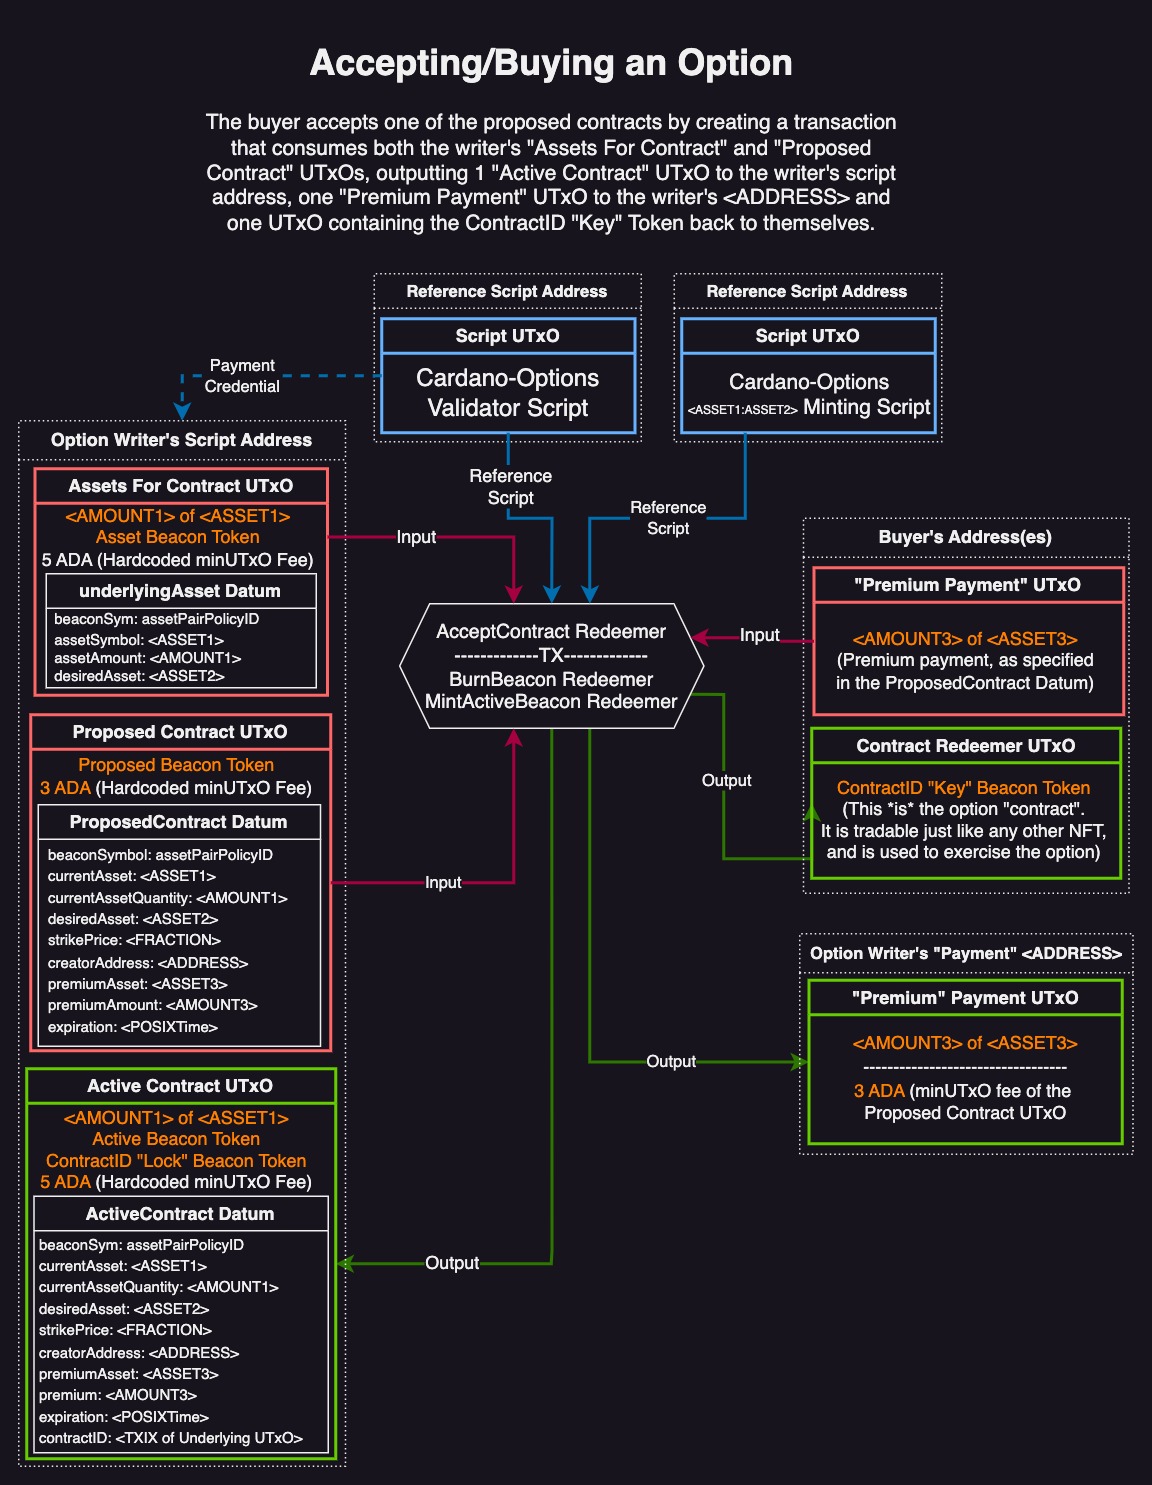 Accepting/Buying an Option
The buyer accepts one of the proposed contracts by creating a transaction
that consumes both the writer's "Assets For Contract" and "Proposed
Contract" UTxOs, outputting 1 "Active Contract" UTxO to the writer's script
address, one "Premium Payment" UTxO to the writer's <ADDRESS> and
one UTxO containing the ContractID "Key" Token back to themselves.
Reference Script Address
Script UTxO
Cardano-Options
Validator Script
Reference Script Address
Script UTxO
Cardano-Options
<ASSET1:ASSET2> Minting Script
Payment
Credential
Reference
Script
Reference
Script
Option Writer's Script Address
Assets For Contract UTxO
<AMOUNT1> of <ASSET1>
Asset Beacon Token
5 ADA (Hardcoded minUTxO Fee)
underlyingAsset Datum
beaconSym: assetPairPolicyID
assetSymbol: <ASSET1>
assetAmount: <AMOUNT1>
desiredAsset: <ASSET2>
Input
Proposed Contract UTxO
Proposed Beacon Token
3 ADA (Hardcoded minUTxO Fee)
ProposedContract Datum
beaconSymbol: assetPairPolicyID
currentAsset: <ASSET1>
currentAssetQuantity: <AMOUNT1>
desiredAsset: <ASSET2>
strikePrice: <FRACTION>
creatorAddress: <ADDRESS>
premiumAsset: <ASSET3>
premiumAmount: <AMOUNT3>
expiration: <POSIXTime>
Input
Active Contract UTxO
<AMOUNT1> of <ASSET1>
Active Beacon Token
ContractID "Lock" Beacon Token
5 ADA (Hardcoded minUTxO Fee)
ActiveContract Datum
beaconSym: assetPairPolicyID
currentAsset: <ASSET1>
currentAssetQuantity: <AMOUNT1>
desiredAsset: <ASSET2>
strikePrice: <FRACTION>
creatorAddress: <ADDRESS>
premiumAsset: <ASSET3>
premium: <AMOUNT3>
expiration: <POSIXTime>
contractID: <TXIX of Underlying UTxO>
Output
AcceptContract Redeemer
-------------TX-------------
BurnBeacon Redeemer
MintActiveBeacon Redeemer
Buyer's Address(es)
"Premium Payment" UTxO
<AMOUNT3> of <ASSET3>
(Premium payment, as specified
in the ProposedContract Datum)
Input
Contract Redeemer UTxO
ContractID "Key" Beacon Token
(This *is* the option "contract".
It is tradable just like any other NFT,
and is used to exercise the option)
Output
Option Writer's "Payment" <ADDRESS>
"Premium" Payment UTxO
<AMOUNT3> of <ASSET3>
----------------------------------
3 ADA (minUTxO fee of the
Proposed Contract UTxO
Output